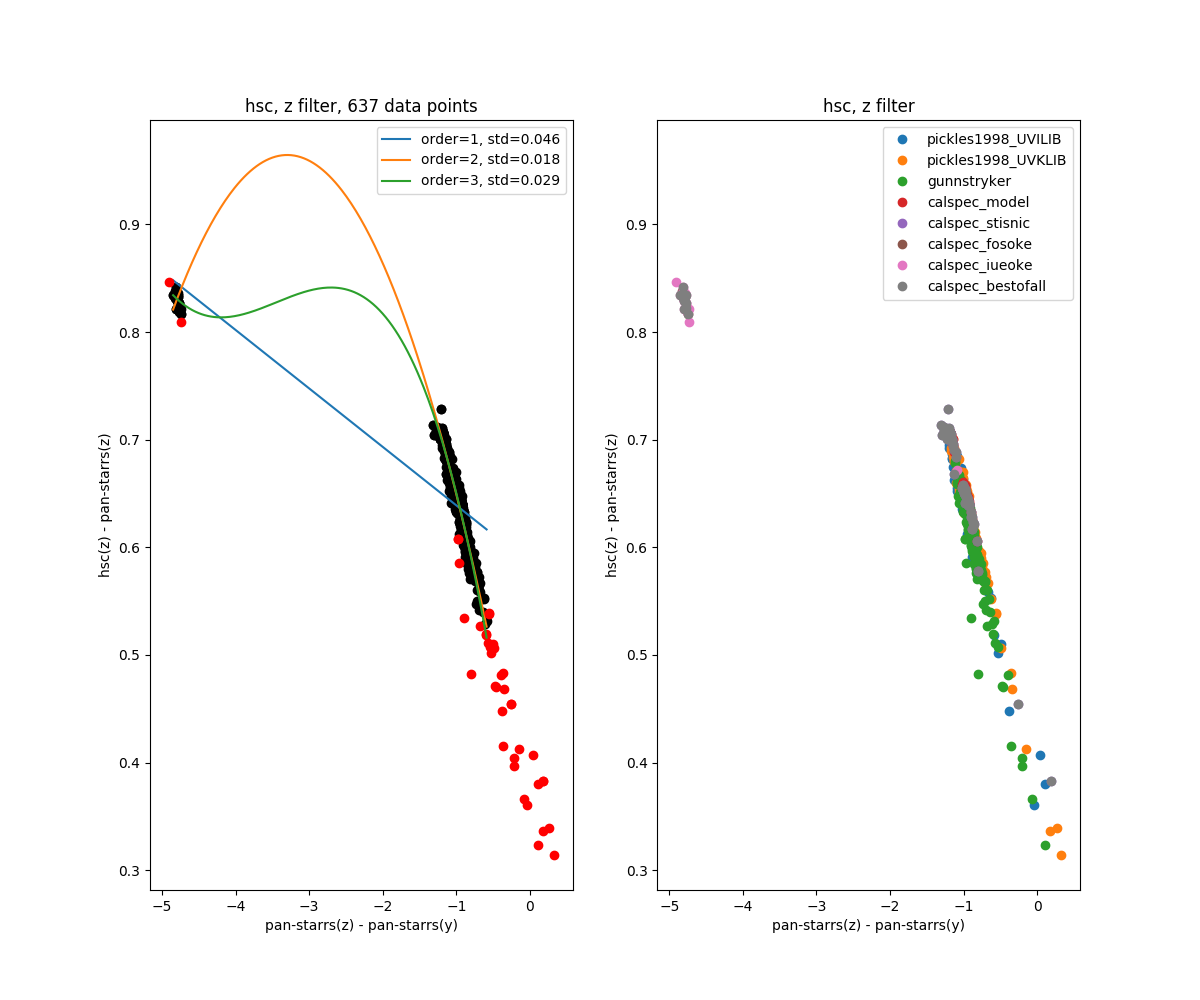 hsc, z filter, 637 data points
order=1, std=0.046
order=2, std=0.018
order=3, std=0.029
0.9
0.8
0.7
0.6
0.5
0.4
0.3
hsc(z) - pan-starrs(z)
−5
−4
−3
−2
−1
0
pan-starrs(z) - pan-starrs(y)
hsc, z filter
pickles1998_UVILIB
pickles1998_UVKLIB
gunnstryker
calspec_model
calspec_stisnic
calspec_fosoke
calspec_iueoke
calspec_bestofall
0.9
0.8
0.7
0.6
0.5
0.4
0.3
hsc(z) - pan-starrs(z)
−5
−4
−3
−2
−1
0
pan-starrs(z) - pan-starrs(y)